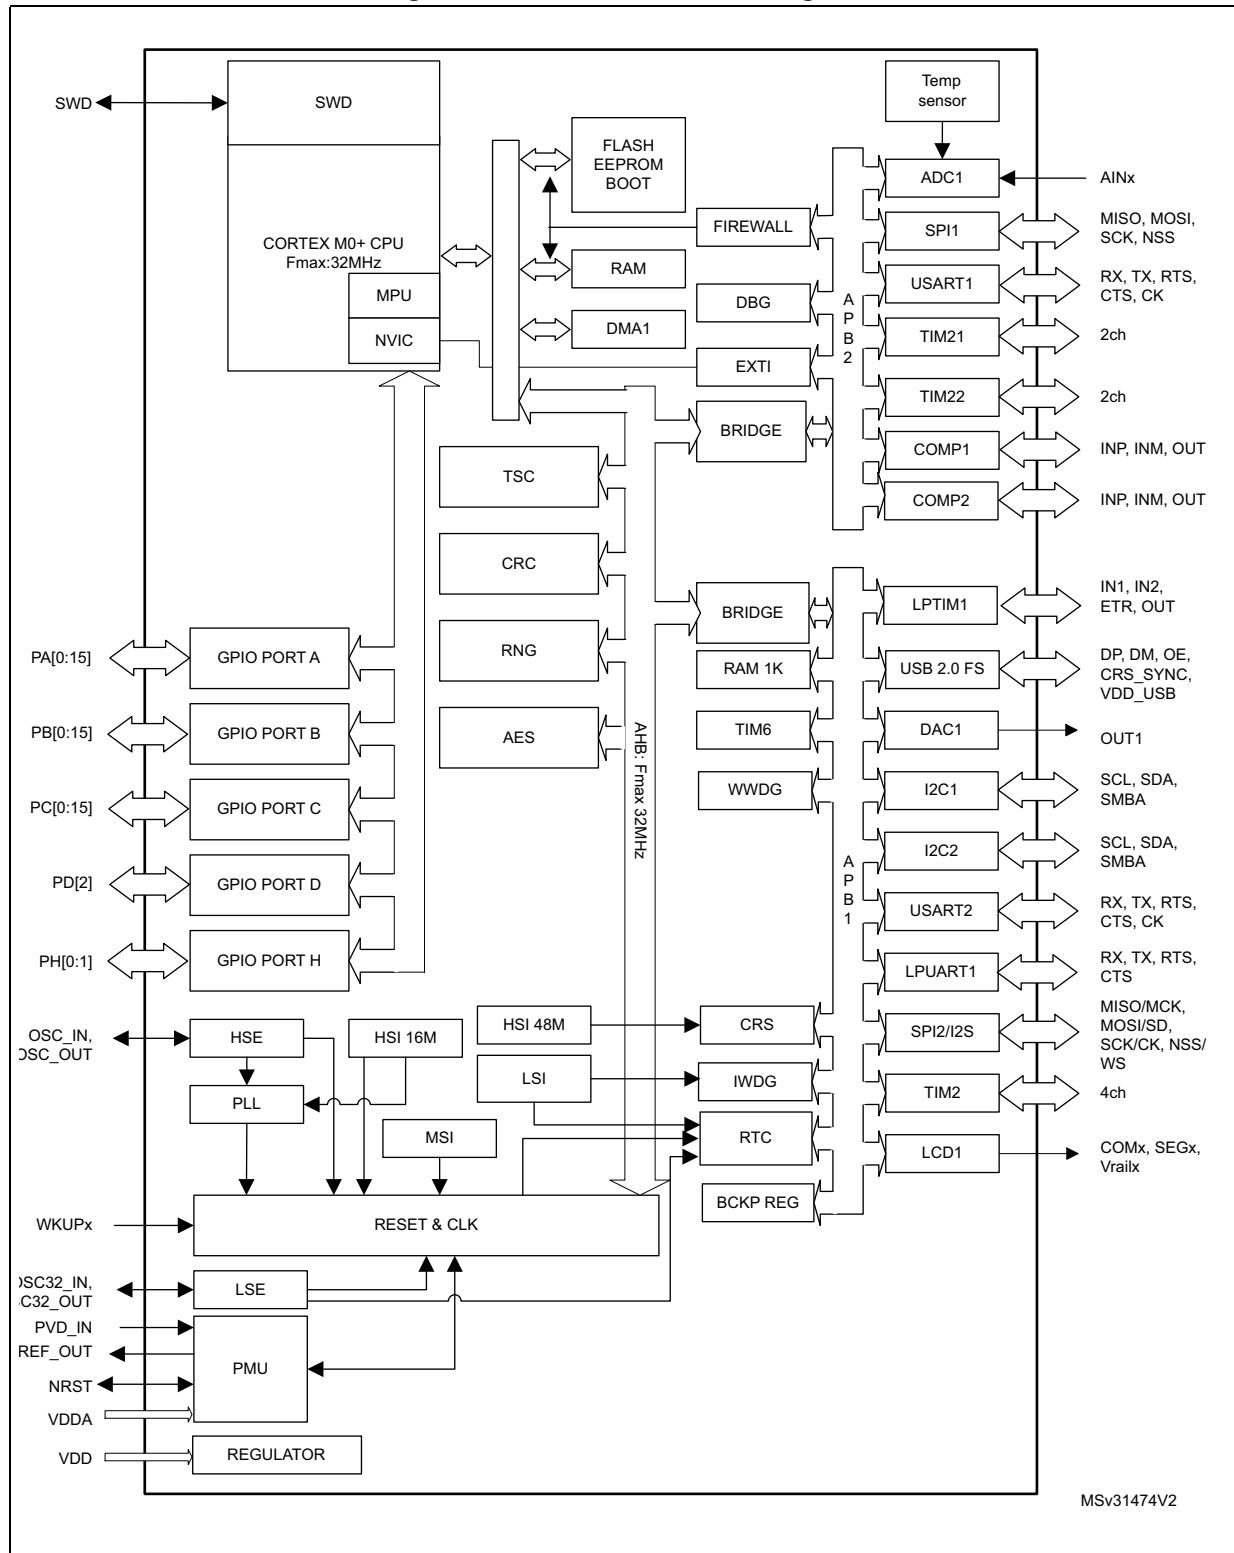 SWD
SWD
Temp
sensor
FLASH
EEPROM
BOOT
ADC1
AINx
FIREWALL
SPI1
MISO, MOSI,
SCK, NSS
CORTEX M0+ CPU
Fmax:32MHz
RAM
USART1
RX, TX, RTS,
CTS, CK
MPU
DBG
APB2
NVIC
DMA1
TIM21
2ch
EXTI
TIM22
2ch
BRIDGE
COMP1
INP, INM, OUT
TSC
COMP2
INP, INM, OUT
CRC
BRIDGE
LPTIM1
IN1, IN2,
ETR, OUT
PA[0:15]
GPIO PORT A
RNG
RAM 1K
USB 2.0 FS
DP, DM, OE,
CRS_SYNC,
VDD_USB
PB[0:15]
GPIO PORT B
AES
AHB: Fmax 32MHz
TIM6
DAC1
OUT1
PC[0:15]
GPIO PORT C
WWDG
I2C1
SCL, SDA,
SMBA
PD[2]
GPIO PORT D
APB1
I2C2
SCL, SDA,
SMBA
USART2
RX, TX, RTS,
CTS, CK
PH[0:1]
GPIO PORT H
LPUART1
RX, TX, RTS,
CTS
OSC_IN,
OSC_OUT
HSE
HSI 16M
HSI 48M
CRS
SPI2/I2S
MISO/MCK,
MOSI/SD,
SCK/CK, NSS/
WS
PLL
LSI
IWDG
TIM2
4ch
MSI
RTC
LCD1
COMx, SEGx,
Vrailx
BCKP REG
WKUPx
RESET & CLK
OSC32_IN,
SC32_OUT
LSE
PVD_IN
REF_OUT
PMU
NRST
VDDA
VDD
REGULATOR
MSv31474V2